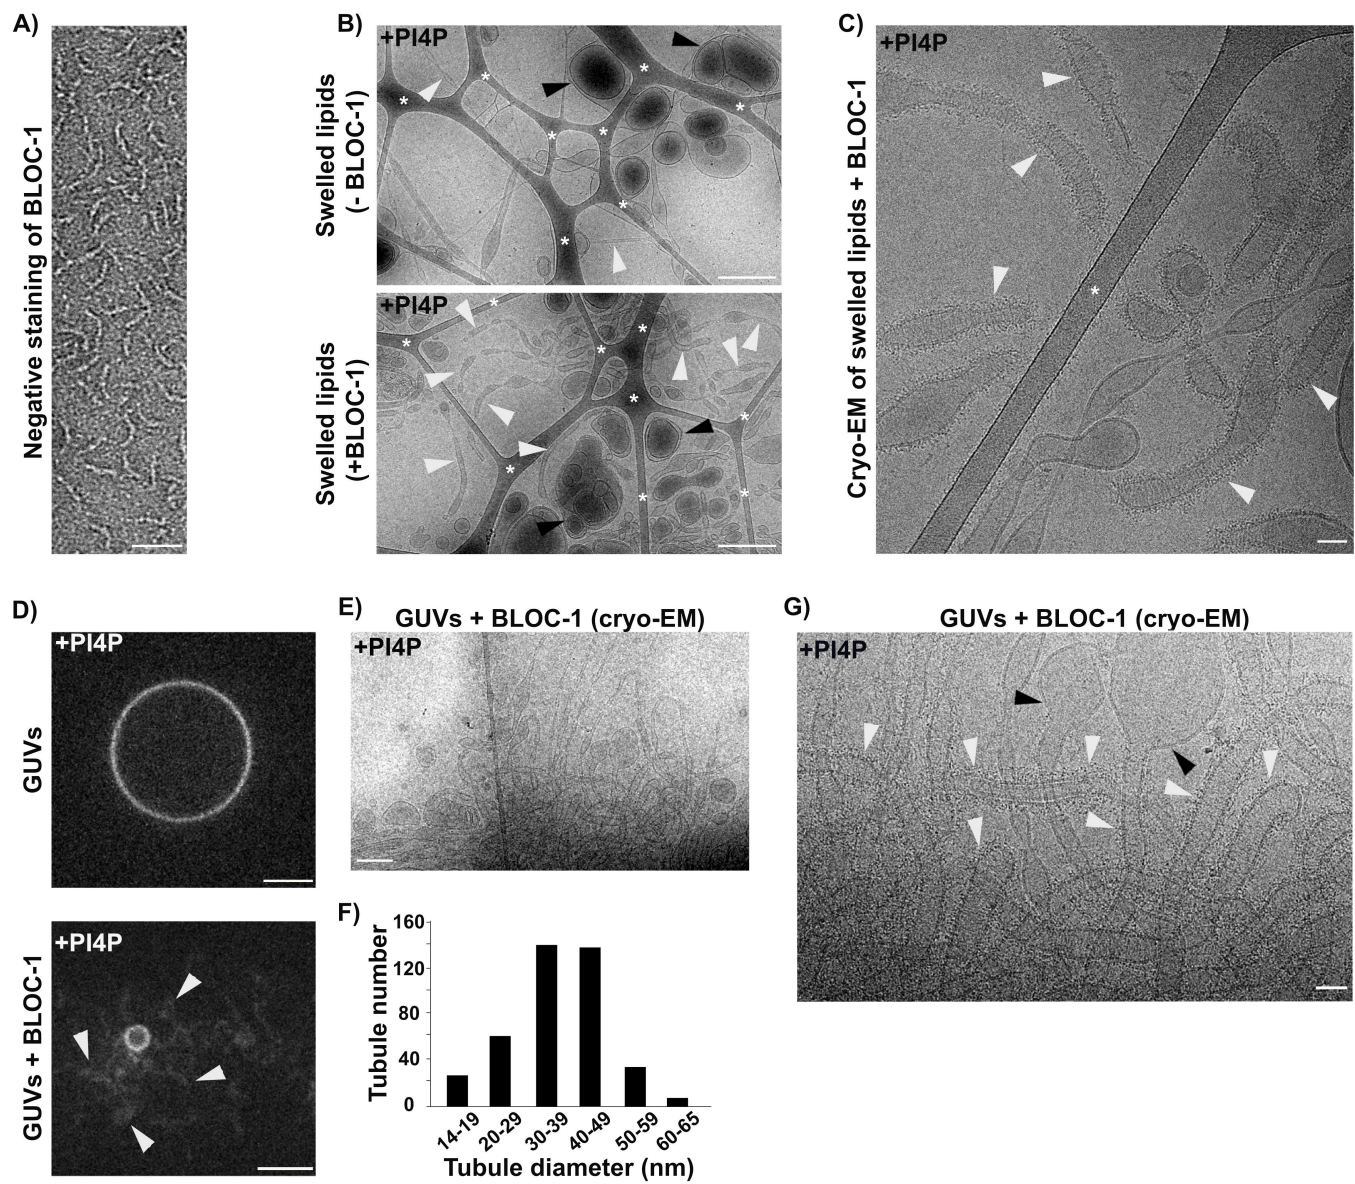 A)
Negative staining of BLOC-1
B)
Swelled lipids
(- BLOC-1)
+PI4P
* * * * * * * *
Swelled lipids
(+BLOC-1)
+PI4P
* * * * * * * * *
C)
Cryo-EM of swelled lipids + BLOC-1
+PI4P
*
D)
GUVs
+PI4P
GUVs + BLOC-1
+PI4P
E)
GUVs + BLOC-1 (cryo-EM)
+PI4P
F)
Tubule number
160
120
80
40
0
14-19 20-29 30-39 40-49 50-59 60-65
Tubule diameter (nm)
G)
GUVs + BLOC-1 (cryo-EM)
+PI4P